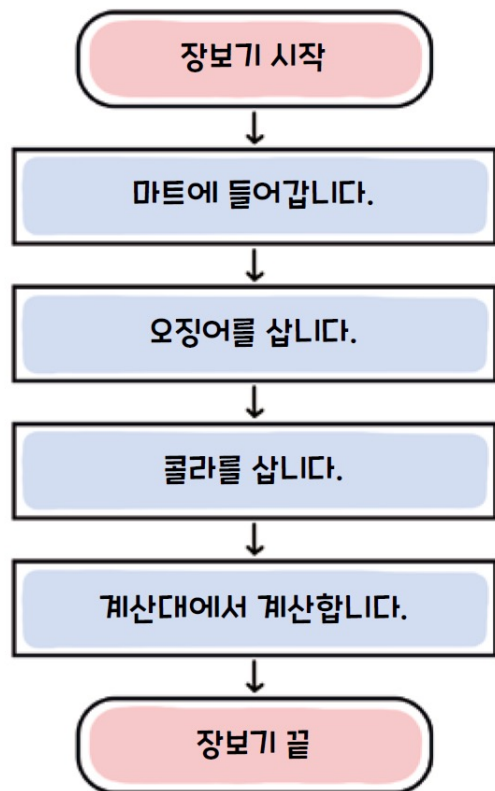 장보기 시작
마트에 들어갑니다.
오징어를 삽니다.
콜라를 삽니다.
계산대에서 계산합니다.
장보기 끝